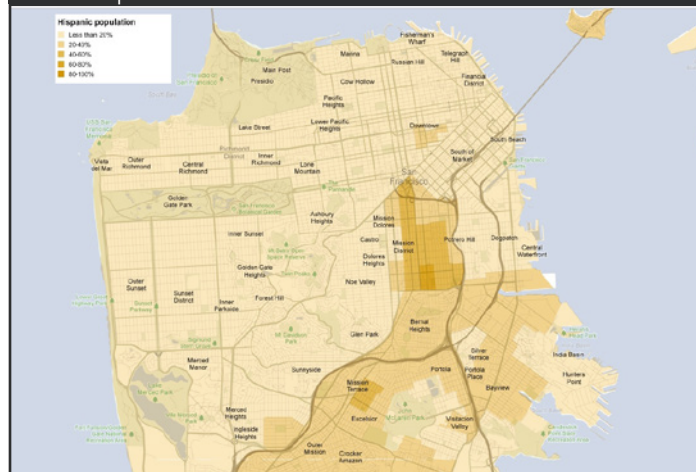 Hispanic population
Less than 20%
20-40%
40-60%
60-80%
80-100%
Fisherman's
Wharf
Marina
Telegraph
Hill
Russian Hill
Main Post
Presidio
Cow Hollow
Financial
District
Pacific
Heights
Lower Pacific
Heights
Downtown
Lake Street
South Beach
Richmond
District
Vista
del Mar
Outer
Richmond
Central
Richmond
Inner
Richmond
Lone
Mountain
South of
Market
San
Francisco
Golden
Gate Park
Ashbury
Heights
Mission
Dolores
Inner Sunset
Castro
Mission
District
Potrero Hill
Dogpatch
Central
Waterfront
Dolores
Heights
Golden Gate
Heights
Noe Valley
Outer
Sunset
Sunset
District
Inner
Parkside
Forest Hill
Glen Park
Bernal
Heights
Merced
Manor
Sunnyside
Silver
Terrace
India Basin
Portola
Portola
Place
Hunters
Point
Bayview
Mission
Terrace
Excelsior
Visitacion
Valley
Merced
Heights
Ingleside
Heights
Outer
Mission
Crocker
Amazon